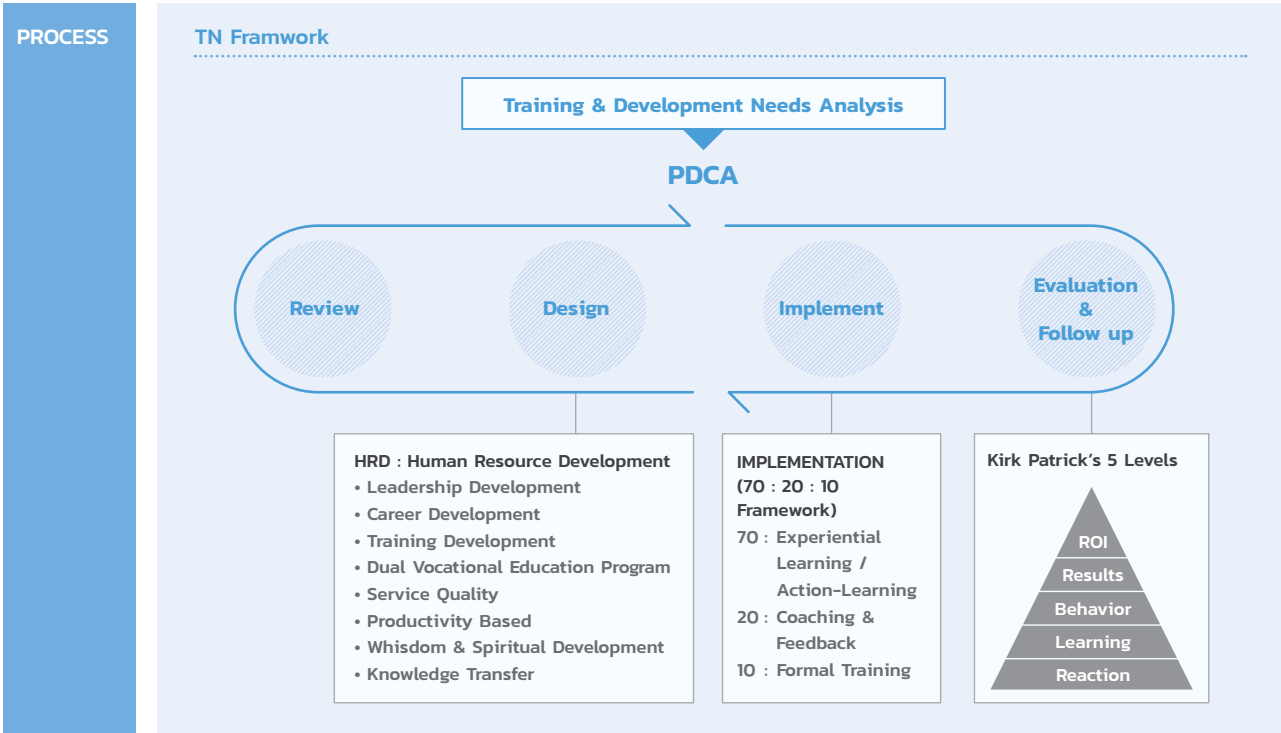 PROCESS
TN Framwork
Training & Development Needs Analysis
PDCA
Review
Design
Implement
Evaluation
&
Follow up
HRD : Human Resource Development
• Leadership Development
• Career Development
• Training Development
• Dual Vocational Education Program
• Service Quality
• Productivity Based
• Whisdom & Spiritual Development
• Knowledge Transfer
IMPLEMENTATION
(70 : 20 : 10
Framework)
70 : Experiential
Learning /
Action-Learning
20 : Coaching &
Feedback
10 : Formal Training
Kirk Patrick's 5 Levels
ROI
Results
Behavior
Learning
Reaction